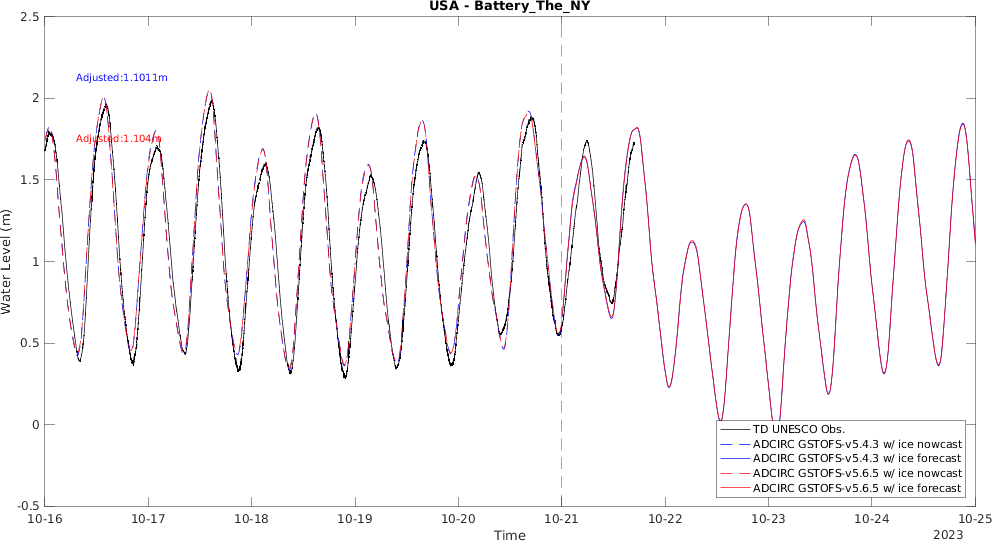 USA - Battery_The_NY
2.5
2
1.5
1
0.5
0
-0.5
Water Level (m)
Adjusted:1.1011m
Adjusted:1.104m
TD UNESCO Obs.
ADCIRC GSTOFS-v5.4.3 w/ ice nowcast
ADCIRC GSTOFS-v5.4.3 w/ ice forecast
ADCIRC GSTOFS-v5.6.5 w/ ice nowcast
ADCIRC GSTOFS-v5.6.5 w/ ice forecast
10-16 10-17 10-18 10-19 10-20 10-21 10-22 10-23 10-24 10-25
Time
2023